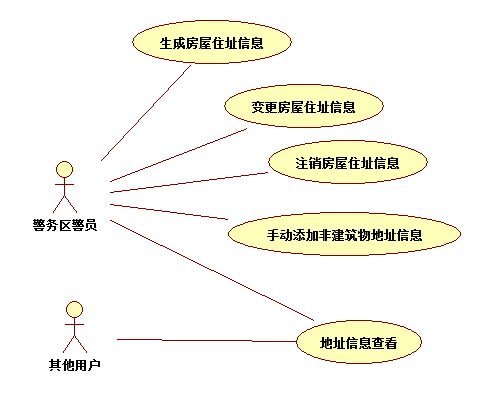 生成房屋住址信息
变更房屋住址信息
注销房屋住址信息
警务区警员
手动添加非建筑物地址信息
地址信息查看
其他用户